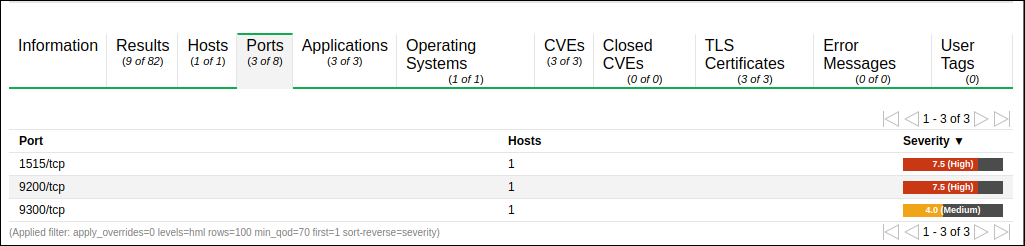 Information
Results
(9 of 82)
Hosts
(1 of 1)
Ports
(3 of 8)
Applications
(3 of 3)
Operating
Systems
(1 of 1)
CVEs
(3 of 3)
Closed
CVEs
(0 of 0)
TLS
Certificates
(3 of 3)
Error
Messages
(0 of 0)
User
Tags
(0)
1 - 3 of 3
Port Hosts Severity ▼
1515/tcp 1 7.5 (High)
9200/tcp 1 7.5 (High)
9300/tcp 1 4.0 (Medium)
(Applied filter: apply_overrides=0 levels=hml rows=100 min_qod=70 first=1 sort-reverse=severity) 1 - 3 of 3